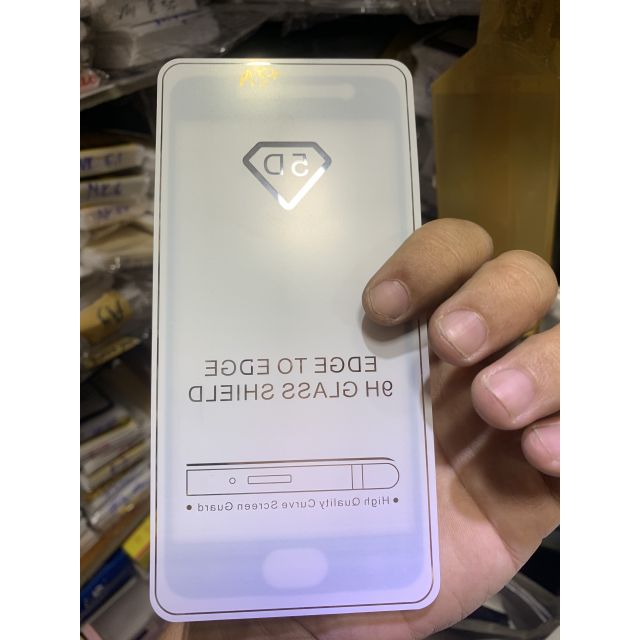 5D
EDGE TO EDGE
9H GLASS SHIELD
• High Quality Curve Screen Guard •